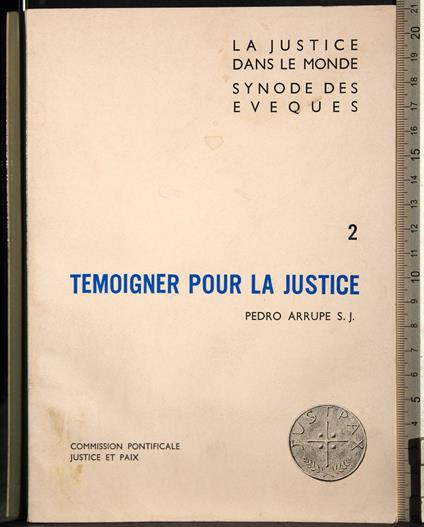 LA JUSTICE
DANS LE MONDE
SYNODE DES
EVEQUES
2
TEMOIGNER POUR LA JUSTICE
PEDRO ARRUPE S. J.
COMMISSION PONTIFICALE
JUSTICE ET PAIX
IUSTPAX